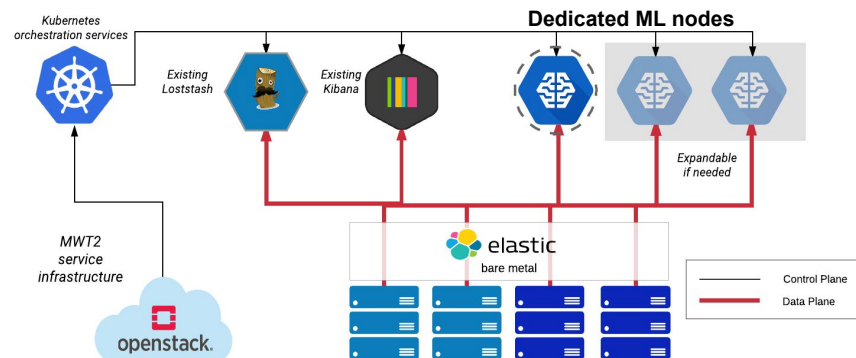 Kubernetes
orchestration services
Dedicated ML nodes
Existing
Loststash
Existing
Kibana
Expandable
if needed
MWT2
service
infrastructure
elastic
bare metal
Control Plane
Data Plane
openstack.